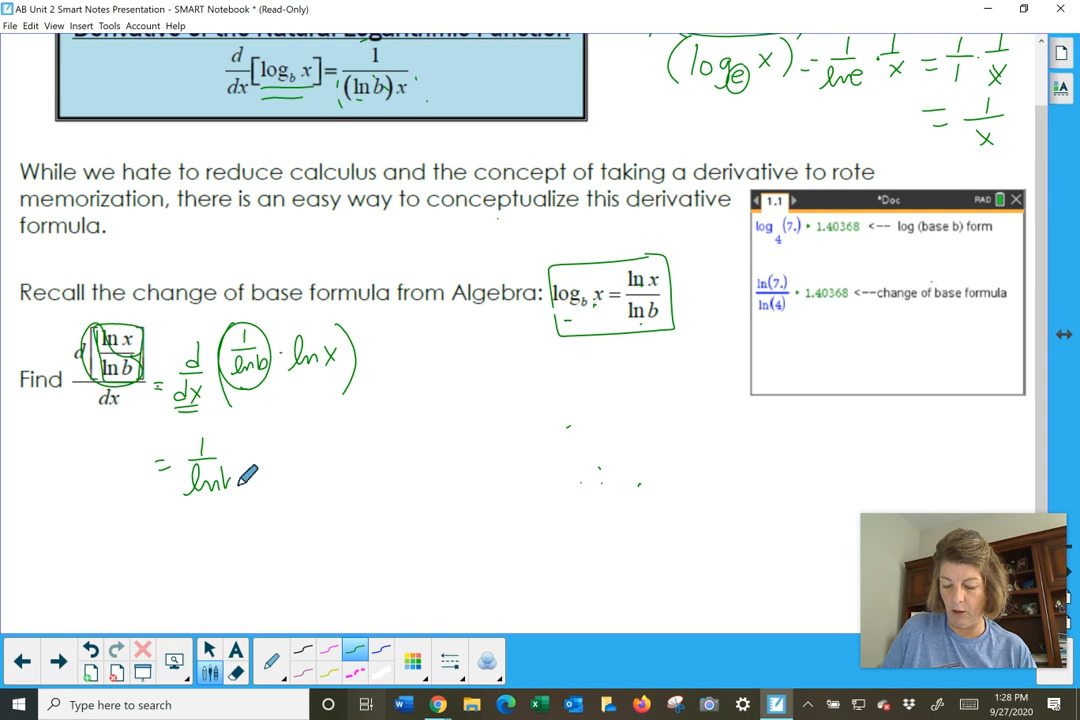 AB Unit 2 Smart Notes Presentation - SMART Notebook * (Read-Only)
File Edit View Insert Tools Account Help
d/dx [log_b x] = 1/((ln b)x)
(log_e x)' = 1/lne · 1/x = 1/1 · 1/x
= 1/x
While we hate to reduce calculus and the concept of taking a derivative to rote
memorization, there is an easy way to conceptualize this derivative
formula.
1.1 *Doc RAD
log_4(7.) ▸ 1.40368 <-- log (base b) form
ln(7.)/ln(4) ▸ 1.40368 <--change of base formula
Recall the change of base formula from Algebra: log_b x = ln x / ln b
Find d[ln x / ln b]/dx = d/dx (1/lnb · lnx)
= 1/lnb
Type here to search
1:28 PM
9/27/2020